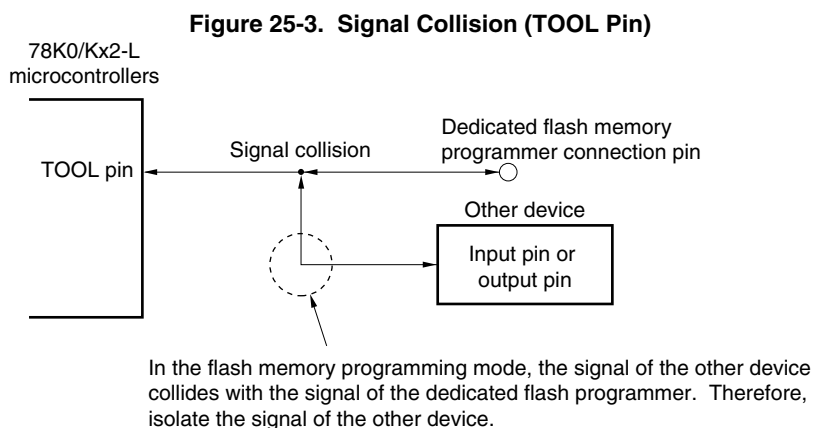 Figure 25-3. Signal Collision (TOOL Pin)
78K0/Kx2-L
microcontrollers
TOOL pin
Signal collision
Dedicated flash memory
programmer connection pin
Other device
Input pin or
output pin
In the flash memory programming mode, the signal of the other device
collides with the signal of the dedicated flash programmer. Therefore,
isolate the signal of the other device.